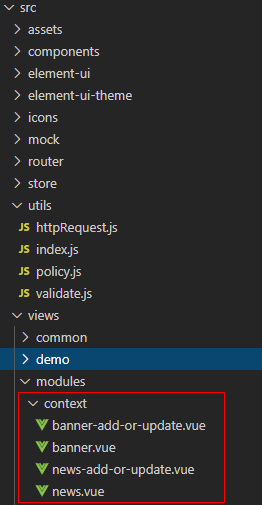 src
assets
components
element-ui
element-ui-theme
icons
mock
router
store
utils
JS httpRequest.js
JS index.js
JS policy.js
JS validate.js
views
common
demo
modules
context
banner-add-or-update.vue
banner.vue
news-add-or-update.vue
news.vue